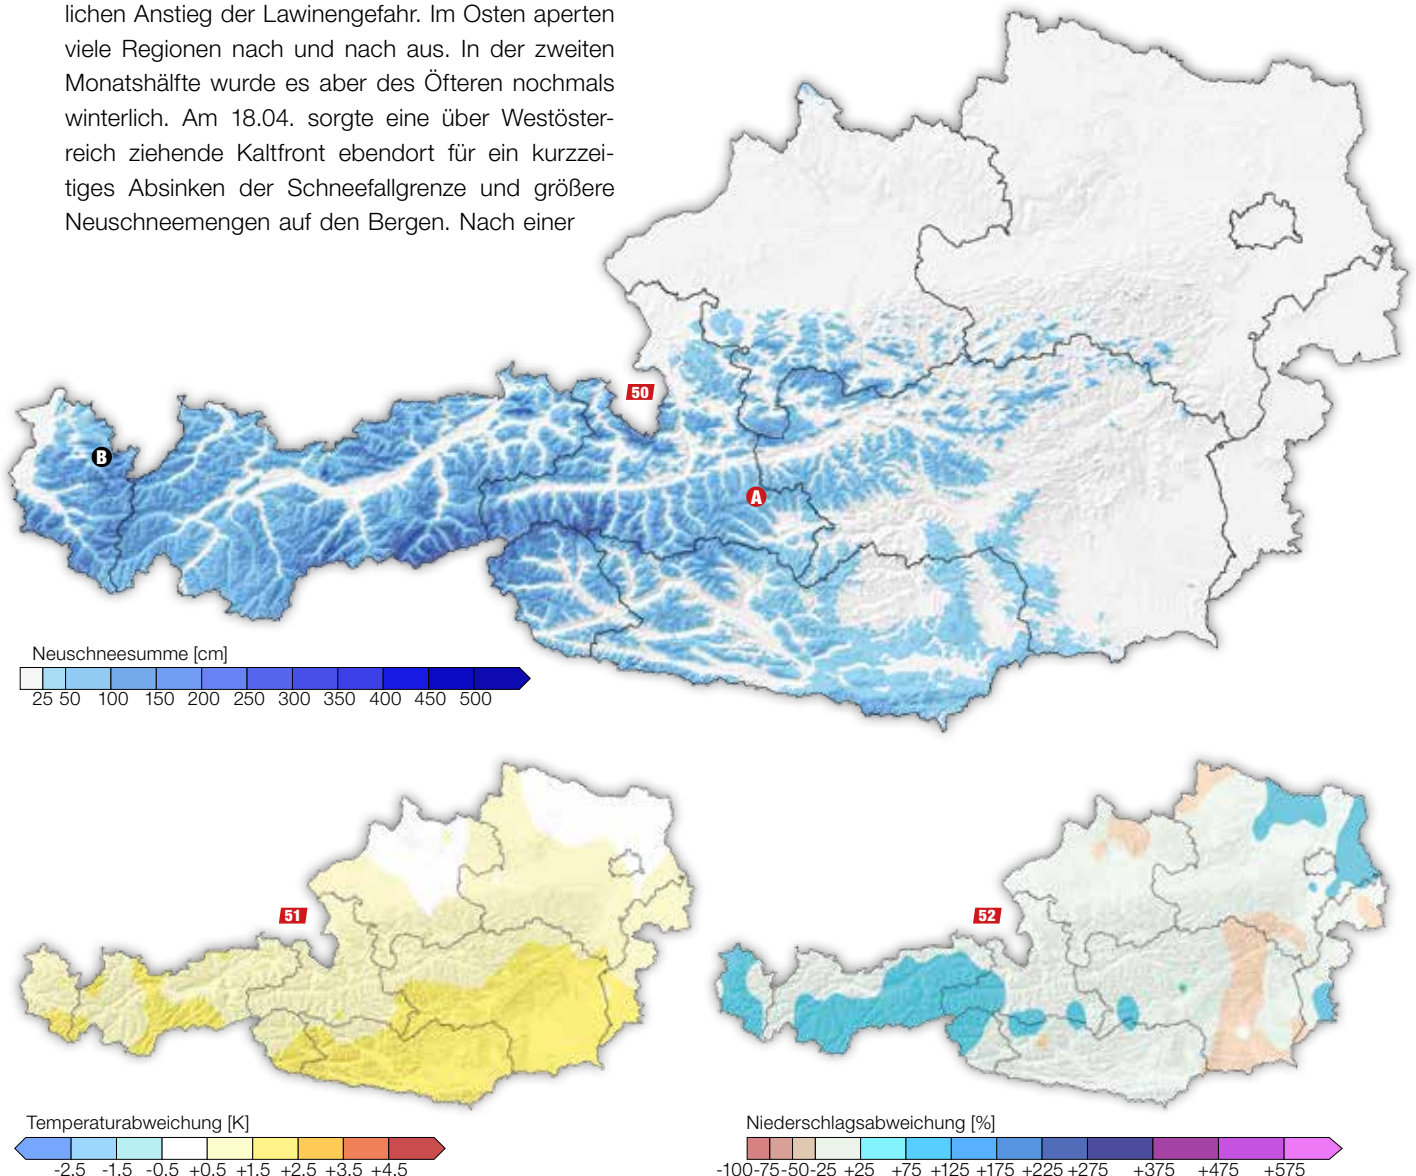 lichen Anstieg der Lawinengefahr. Im Osten aperten
viele Regionen nach und nach aus. In der zweiten
Monatshälfte wurde es aber des Öfteren nochmals
winterlich. Am 18.04. sorgte eine über Westöster-
reich ziehende Kaltfront ebendort für ein kurzzei-
tiges Absinken der Schneefallgrenze und größere
Neuschneemengen auf den Bergen. Nach einer
50
B
A
Neuschneesumme [cm]
25 50 100 150 200 250 300 350 400 450 500
51
52
Temperaturabweichung [K]
-2.5 -1.5 -0.5 +0.5 +1.5 +2.5 +3.5 +4.5
Niederschlagsabweichung [%]
-100-75-50-25 +25 +75 +125 +175 +225 +275 +375 +475 +575